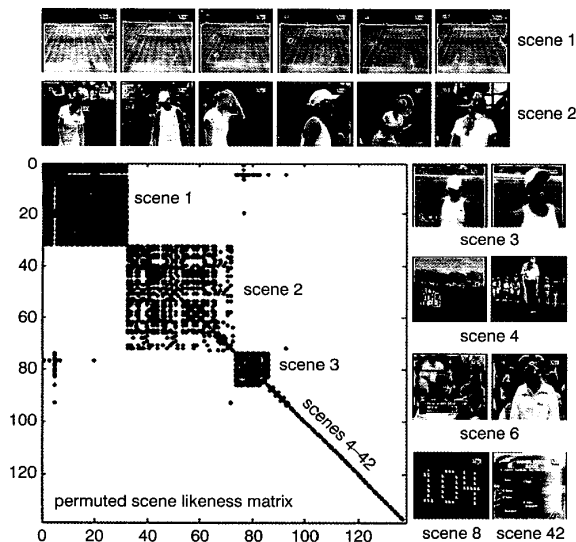 scene 1
scene 2
0
20
40
60
80
100
120
scene 1
scene 2
scene 3
scenes 4–42
permuted scene likeness matrix
0 20 40 60 80 100 120
scene 3
scene 4
scene 6
104
scene 8 scene 42